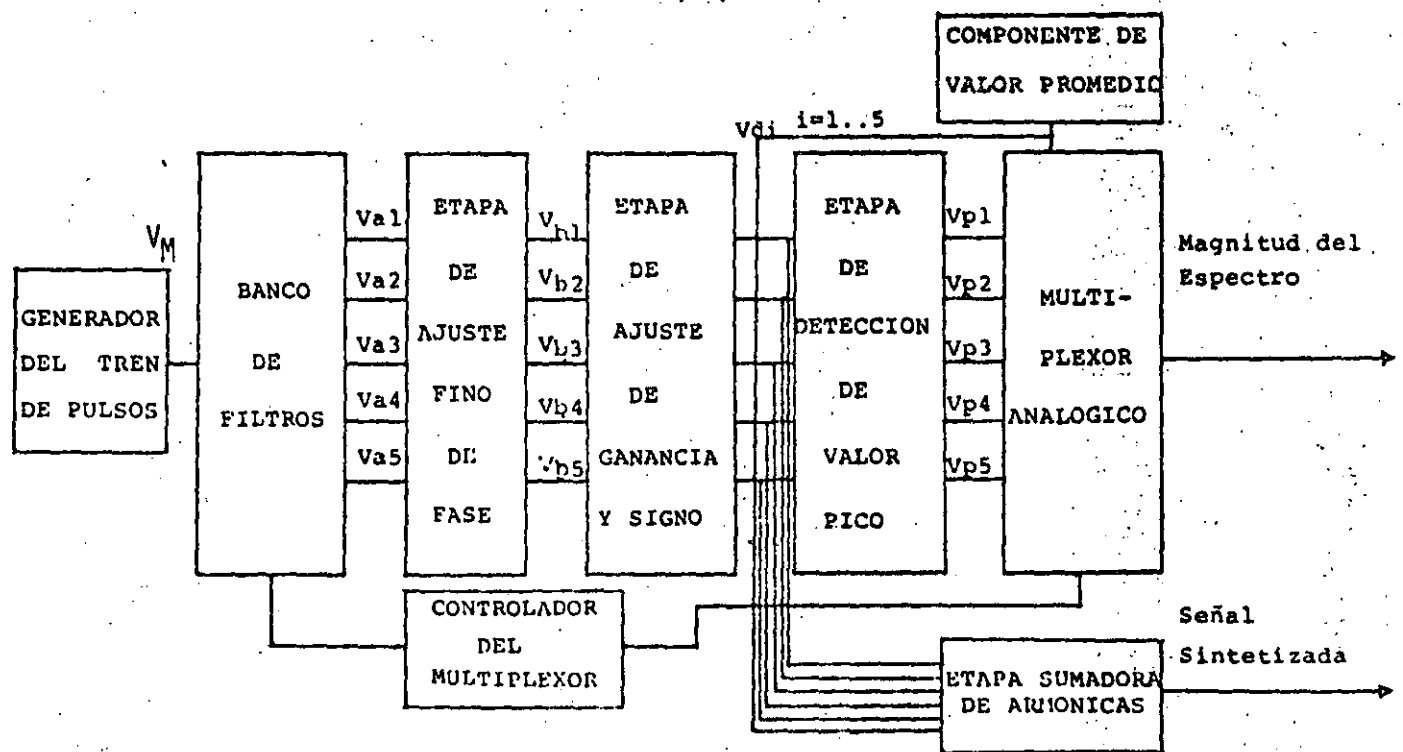 COMPONENTE DE
VALOR PROMEDIO
Vdi i=1..5
V_M
GENERADOR
DEL TREN
DE PULSOS
BANCO
DE
FILTROS
Va1
Va2
Va3
Va4
Va5
ETAPA
DE
AJUSTE
FINO
DE
FASE
Vb1
Vb2
Vb3
Vb4
Vb5
ETAPA
DE
AJUSTE
DE
GANANCIA
Y SIGNO
ETAPA
DE
DETECCION
DE
VALOR
PICO
Vp1
Vp2
Vp3
Vp4
Vp5
MULTI-
PLEXOR
ANALOGICO
Magnitud del
Espectro
CONTROLADOR
DEL
MULTIPLEXOR
Señal
Sintetizada
ETAPA SUMADORA
DE ARMONICAS